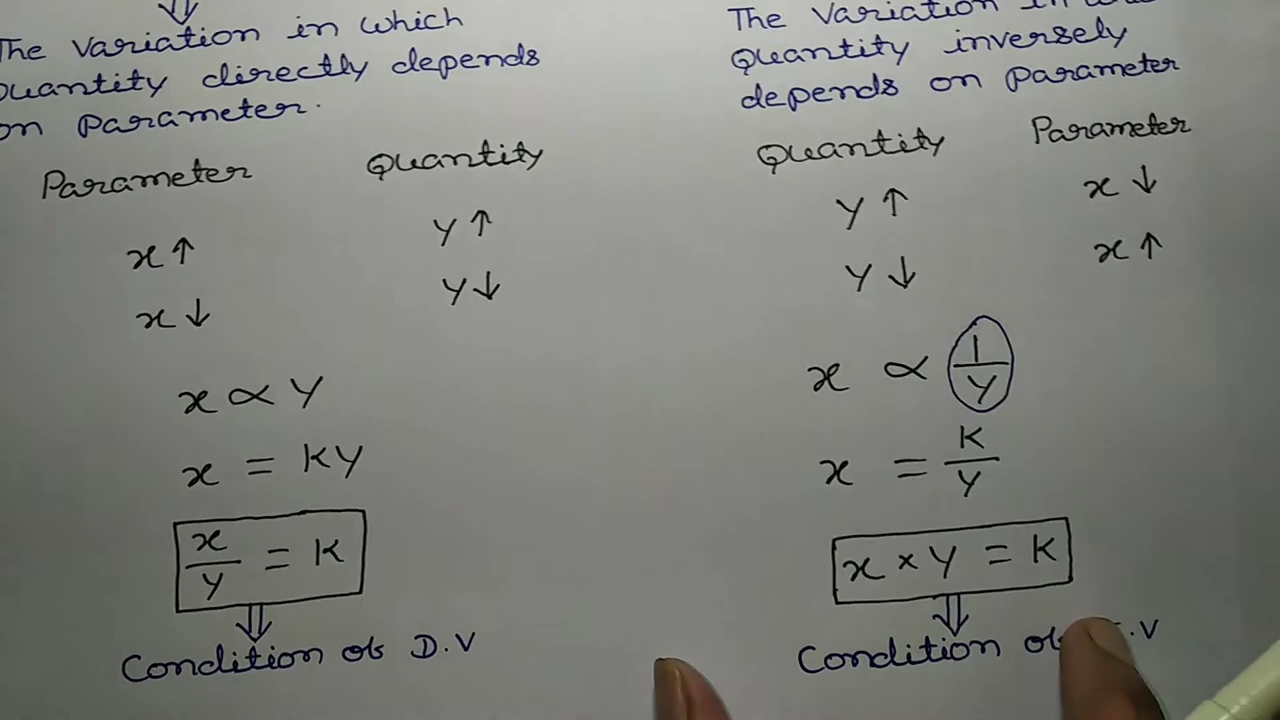 ⇓
The Variation in which
Quantity directly depends
on Parameter.
Parameter Quantity
x↑ y↑
x↓ y↓
x ∝ y
x = Ky
x/y = K
⇓
Condition of D.V
The Variation in
Quantity inversely
depends on Parameter
Quantity Parameter
y↑ x↓
y↓ x↑
x ∝ 1/y
x = K/y
x × y = K
⇓
Condition of .V